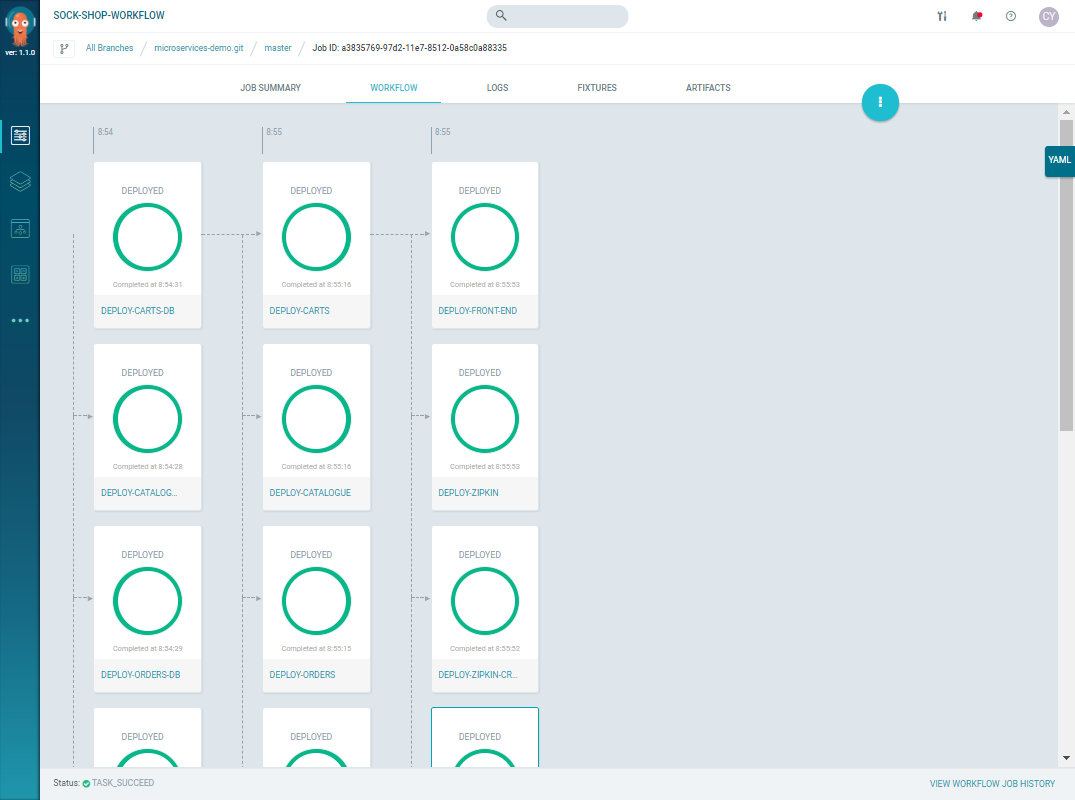 SOCK-SHOP-WORKFLOW
CY
ver: 1.1.0
All Branches / microservices-demo.git / master / Job ID: a3835769-97d2-11e7-8512-0a58c0a88335
JOB SUMMARY WORKFLOW LOGS FIXTURES ARTIFACTS
8:54 8:55 8:55
YAML
DEPLOYED DEPLOYED DEPLOYED
Completed at 8:54:31 Completed at 8:55:16 Completed at 8:55:53
DEPLOY-CARTS-DB DEPLOY-CARTS DEPLOY-FRONT-END
DEPLOYED DEPLOYED DEPLOYED
Completed at 8:54:28 Completed at 8:55:16 Completed at 8:55:53
DEPLOY-CATALOG... DEPLOY-CATALOGUE DEPLOY-ZIPKIN
DEPLOYED DEPLOYED DEPLOYED
Completed at 8:54:29 Completed at 8:55:15 Completed at 8:55:52
DEPLOY-ORDERS-DB DEPLOY-ORDERS DEPLOY-ZIPKIN-CR...
DEPLOYED DEPLOYED DEPLOYED
Status: TASK_SUCCEED VIEW WORKFLOW JOB HISTORY